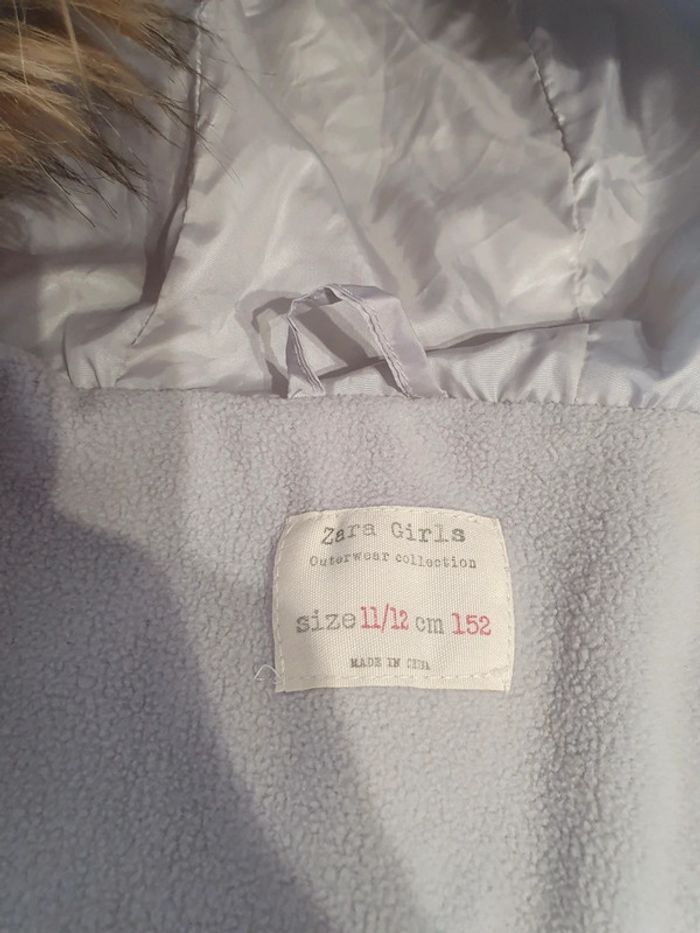 Zara Girls
Outerwear collection
size 11/12 cm 152
MADE IN CHINA